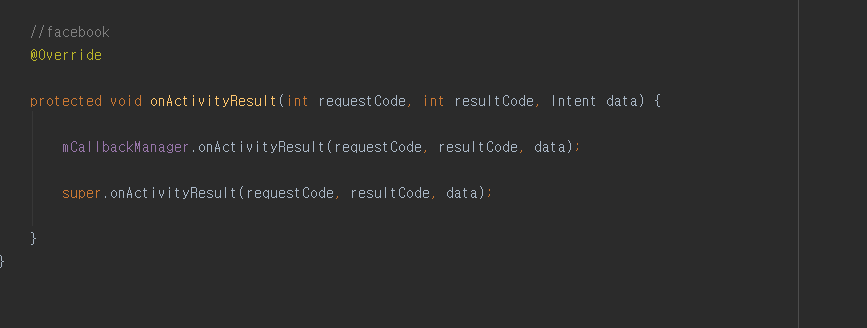 //facebook
@Override
protected void onActivityResult(int requestCode, int resultCode, Intent data) {
mCallbackManager.onActivityResult(requestCode, resultCode, data);
super.onActivityResult(requestCode, resultCode, data);
}
}